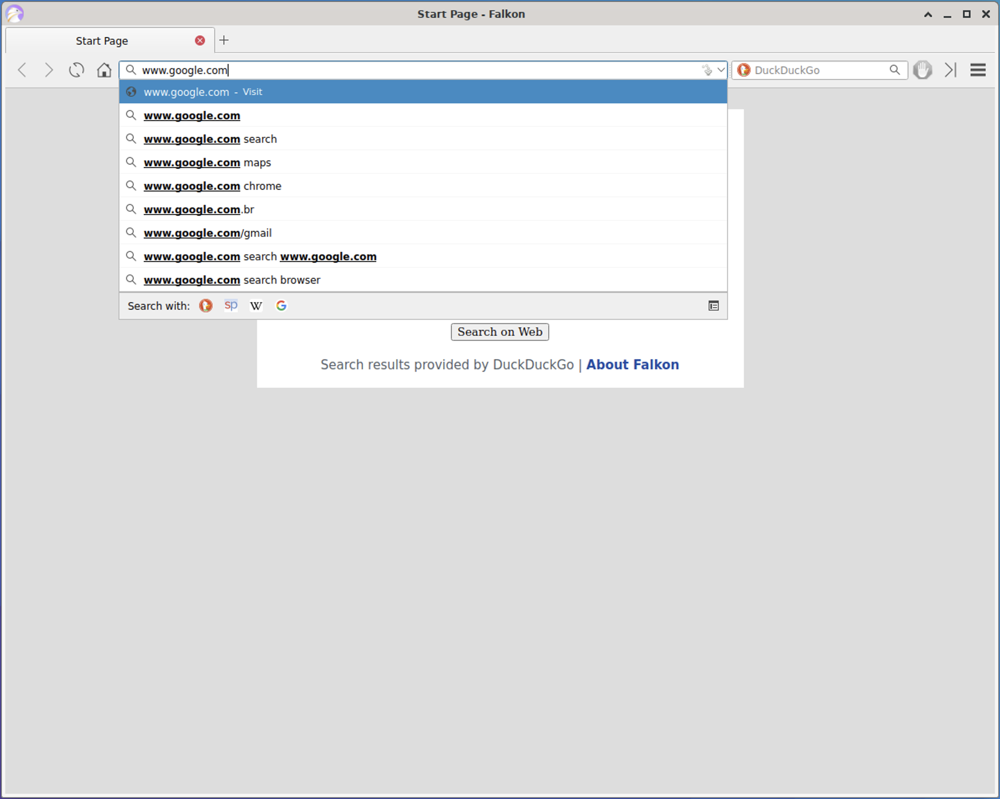 Start Page - Falkon
Start Page
www.google.com
DuckDuckGo
www.google.com - Visit
www.google.com
www.google.com search
www.google.com maps
www.google.com chrome
www.google.com.br
www.google.com/gmail
www.google.com search www.google.com
www.google.com search browser
Search with: sp W G
Search on Web
Search results provided by DuckDuckGo | About Falkon